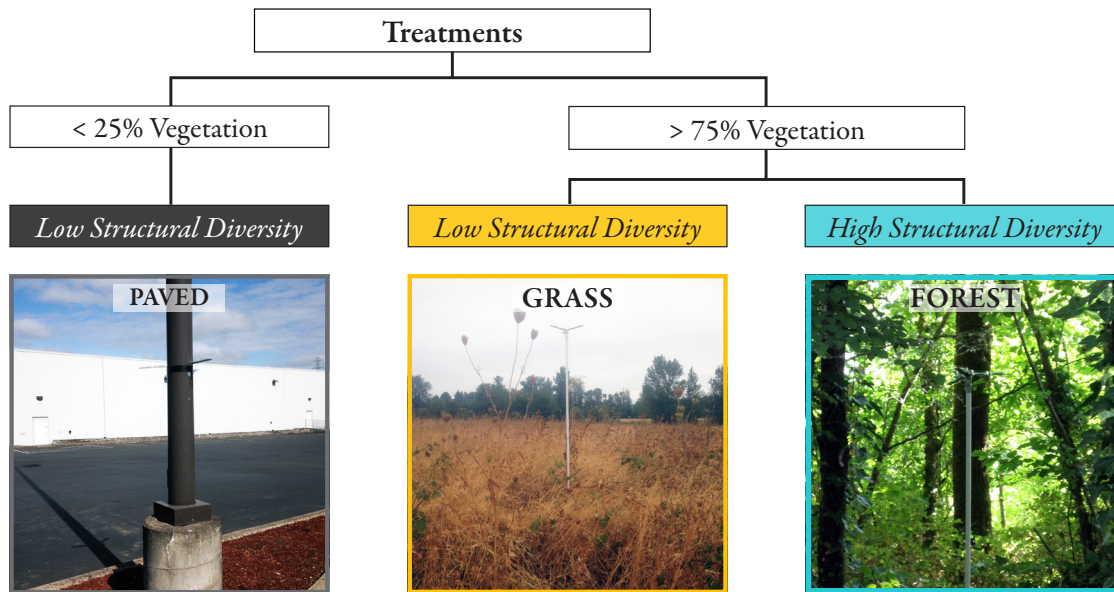 Treatments
< 25% Vegetation
> 75% Vegetation
Low Structural Diversity
Low Structural Diversity
High Structural Diversity
PAVED
GRASS
FOREST